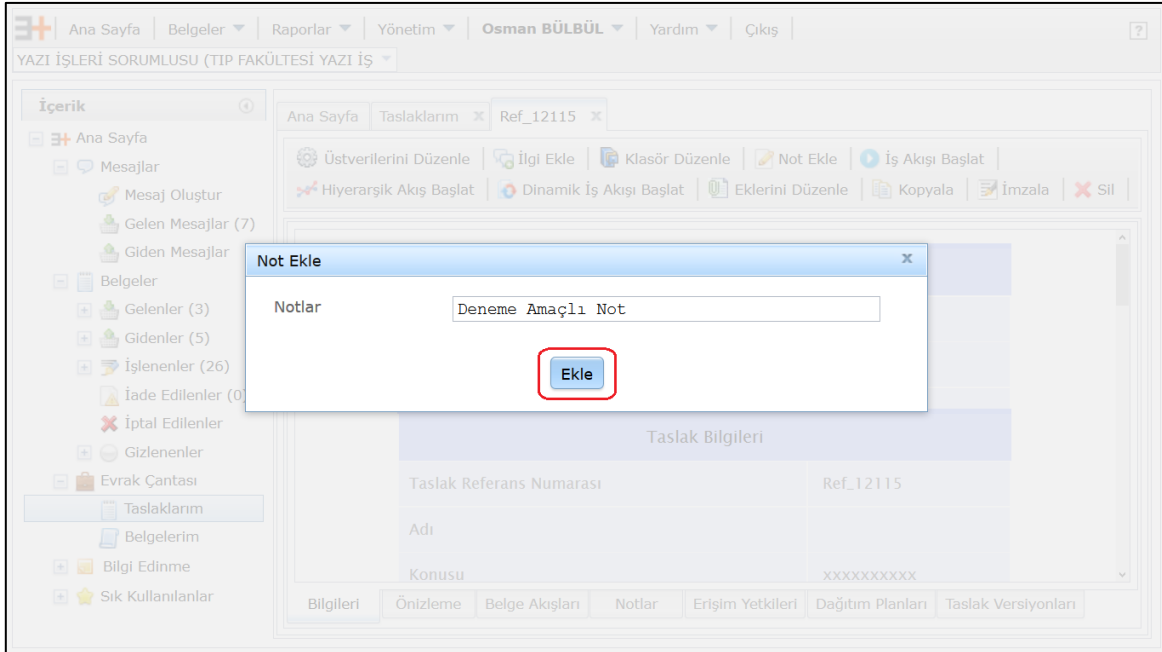 Ana Sayfa Belgeler Raporlar Yönetim Osman BÜLBÜL Yardım Çıkış ?
YAZI İŞLERİ SORUMLUSU (TIP FAKÜLTESİ YAZI İŞ
İçerik
Ana Sayfa
Mesajlar
Mesaj Oluştur
Gelen Mesajlar (7)
Giden Mesajlar
Belgeler
Gelenler (3)
Gidenler (5)
İşlenenler (26)
İade Edilenler (0)
İptal Edilenler
Gizlenenler
Evrak Çantası
Taslaklarım
Belgelerim
Bilgi Edinme
Sık Kullanılanlar
Ana Sayfa Taslaklarım x Ref_12115 x
Üstverilerini Düzenle İlgi Ekle Klasör Düzenle Not Ekle İş Akışı Başlat
Hiyerarşik Akış Başlat Dinamik İş Akışı Başlat Eklerini Düzenle Kopyala İmzala Sil
Not Ekle x
Notlar Deneme Amaçlı Not
Ekle
Taslak Bilgileri
Taslak Referans Numarası Ref_12115
Adı
Konusu xxxxxxxxxx
Bilgileri Önizleme Belge Akışları Notlar Erişim Yetkileri Dağıtım Planları Taslak Versiyonları